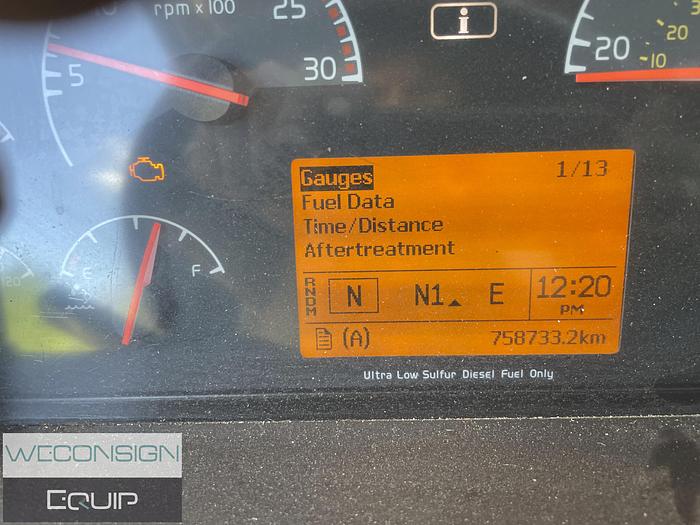 rpm x 100
25
30
5
20
30
20
10
i
Gauges 1/13
Fuel Data
Time/Distance
Aftertreatment
RNDM
N N1 E 12:20
PM
(A) 758733.2km
E F
Ultra Low Sulfur Diesel Fuel Only
WECONSIGN
EQUIP